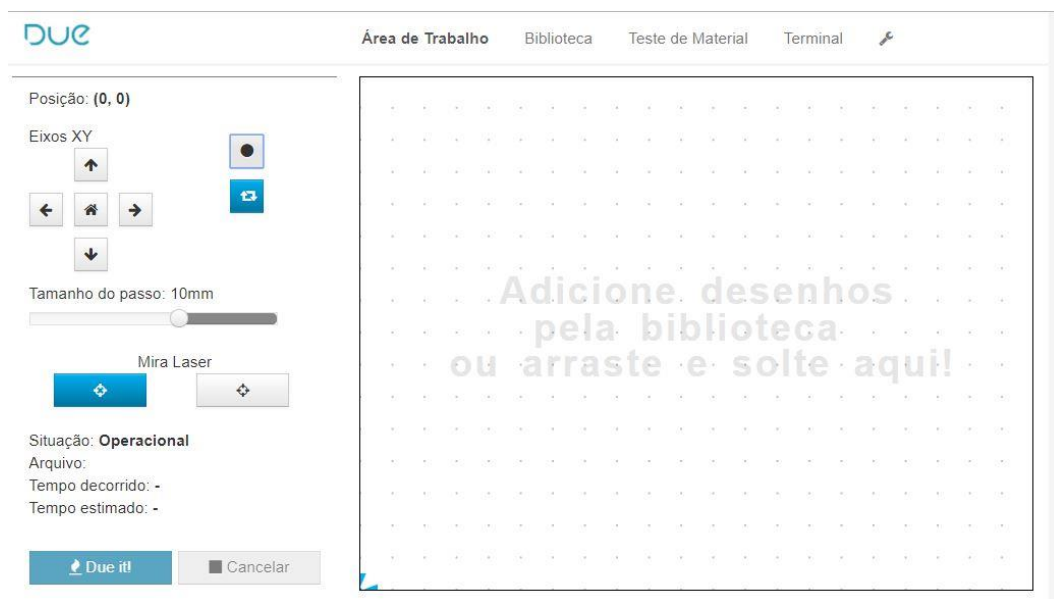 Due
Área de Trabalho Biblioteca Teste de Material Terminal
Posição: (0, 0)
Eixos XY
Tamanho do passo: 10mm
Mira Laser
Situação: Operacional
Arquivo:
Tempo decorrido: -
Tempo estimado: -
Due it!
Cancelar
Adicione desenhos
pela biblioteca
ou arraste e solte aqui!